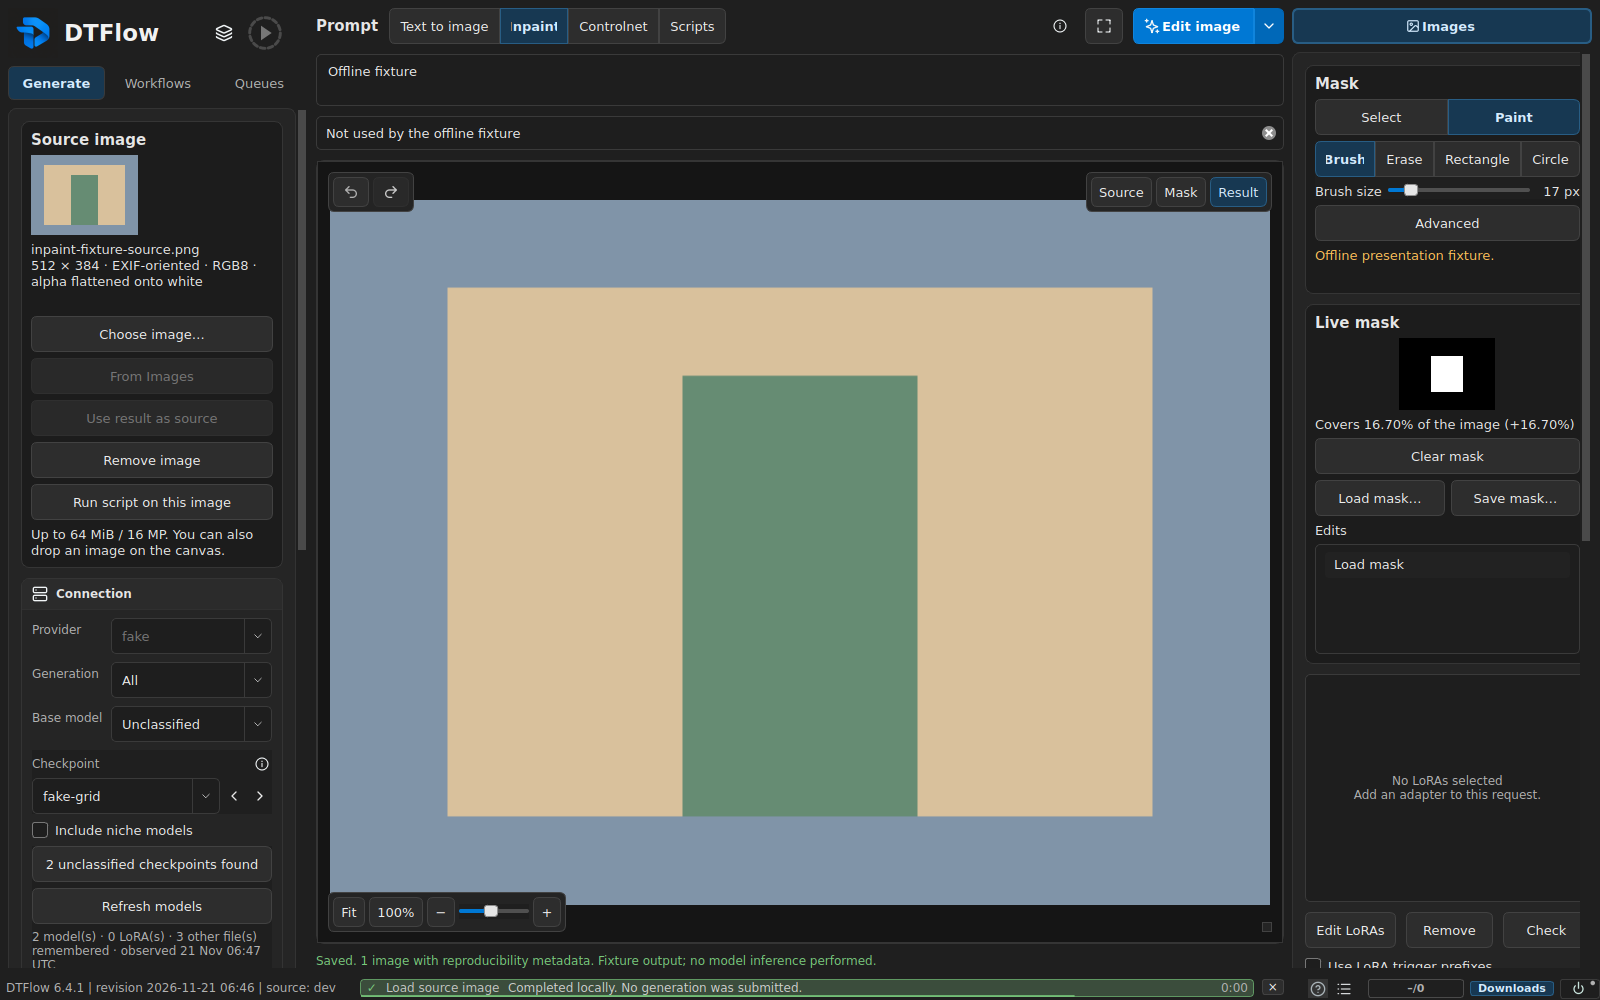 DTFlow
Generate
Workflows
Queues
Source image
inpaint-fixture-source.png
512 × 384 · EXIF-oriented · RGB8 ·
alpha flattened onto white
Choose image...
From Images
Use result as source
Remove image
Run script on this image
Up to 64 MiB / 16 MP. You can also
drop an image on the canvas.
Connection
Provider
fake
Generation
All
Base model
Unclassified
Checkpoint
fake-grid
Include niche models
2 unclassified checkpoints found
Refresh models
2 model(s) · 0 LoRA(s) · 3 other file(s)
remembered · observed 21 Nov 06:47
UTC
Prompt
Text to image
Inpaint
Controlnet
Scripts
Edit image
Offline fixture
Not used by the offline fixture
Source
Mask
Result
Fit
100%
−
+
Saved. 1 image with reproducibility metadata. Fixture output; no model inference performed.
Images
Mask
Select
Paint
Brush
Erase
Rectangle
Circle
Brush size
17 px
Advanced
Offline presentation fixture.
Live mask
Covers 16.70% of the image (+16.70%)
Clear mask
Load mask...
Save mask...
Edits
Load mask
No LoRAs selected
Add an adapter to this request.
Edit LoRAs
Remove
Check
Use LoRA trigger prefixes
DTFlow 6.4.1 | revision 2026-11-21 06:46 | source: dev
✓ Load source image Completed locally. No generation was submitted. 0:00
–/0
Downloads